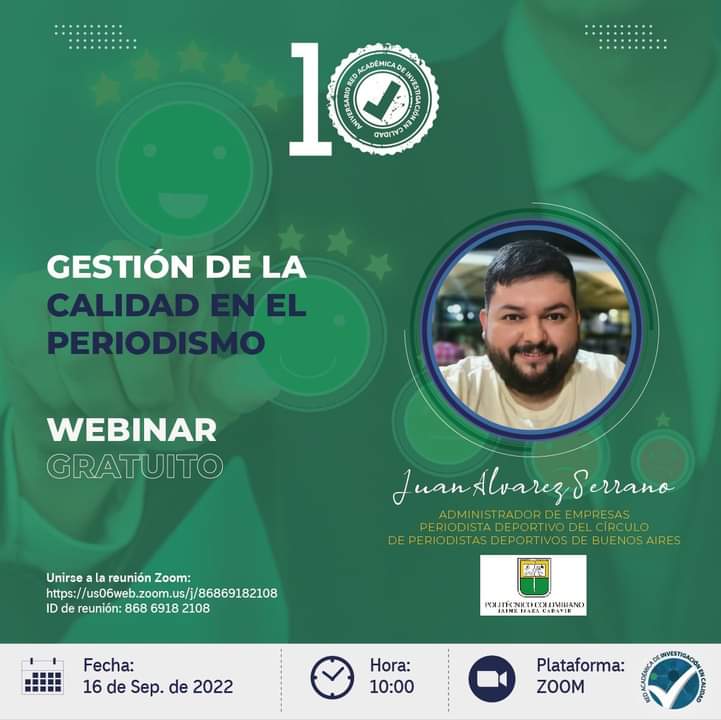 10
ANIVERSARIO RED ACADÉMICA DE INVESTIGACIÓN EN CALIDAD
GESTIÓN DE LA
CALIDAD EN EL
PERIODISMO
WEBINAR
GRATUITO
Juan Alvarez Serrano
ADMINISTRADOR DE EMPRESAS
PERIODISTA DEPORTIVO DEL CÍRCULO
DE PERIODISTAS DEPORTIVOS DE BUENOS AIRES
POLITÉCNICO COLOMBIANO
JAIME ISAZA CADAVID
Unirse a la reunión Zoom:
https://us06web.zoom.us/j/86869182108
ID de reunión: 868 6918 2108
Fecha:
16 de Sep. de 2022
Hora:
10:00
Plataforma:
ZOOM
RED ACADÉMICA DE INVESTIGACIÓN EN CALIDAD